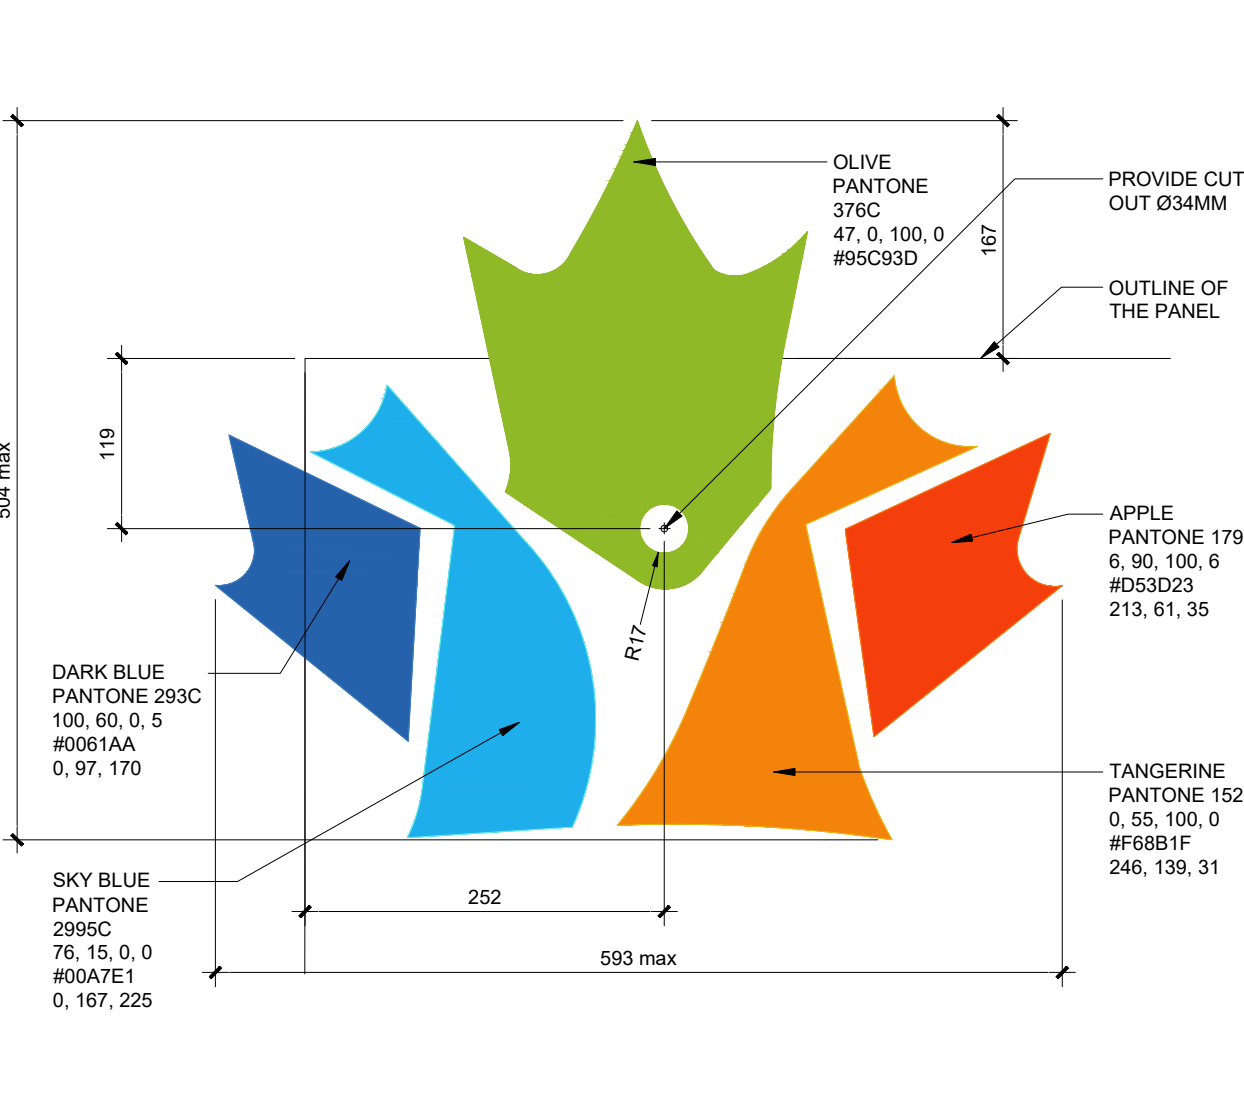 OLIVE
PANTONE
376C
47, 0, 100, 0
#95C93D
PROVIDE CUT
OUT Ø34MM
167
OUTLINE OF
THE PANEL
119
504 max
APPLE
PANTONE 179
6, 90, 100, 6
#D53D23
213, 61, 35
R17
DARK BLUE
PANTONE 293C
100, 60, 0, 5
#0061AA
0, 97, 170
TANGERINE
PANTONE 152
0, 55, 100, 0
#F68B1F
246, 139, 31
SKY BLUE
PANTONE
2995C
76, 15, 0, 0
#00A7E1
0, 167, 225
252
593 max